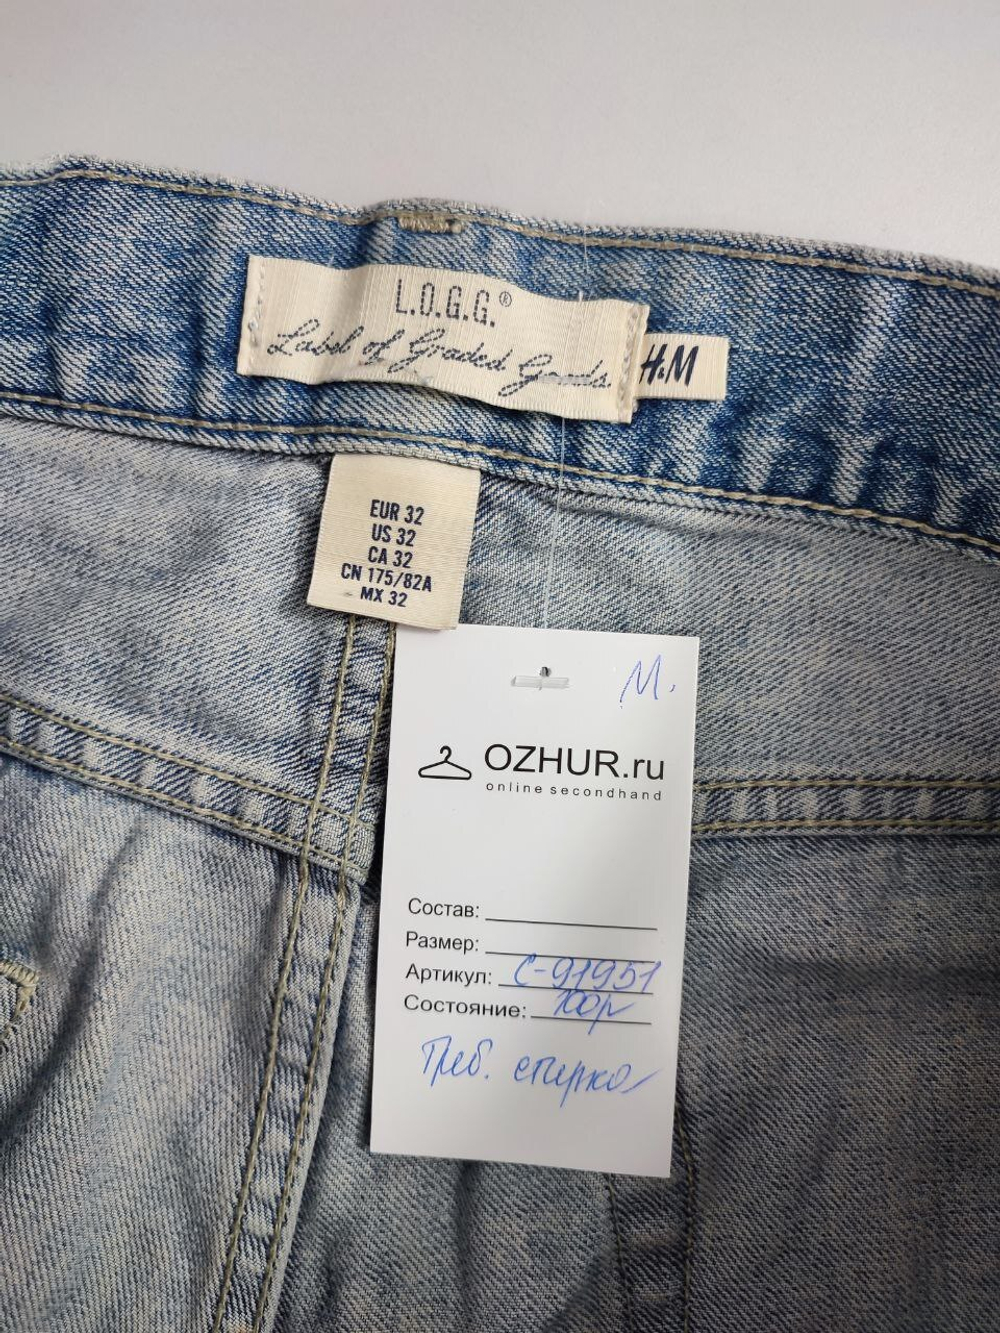 L.O.G.G.®
Label of Graded Goods.
H&M
EUR 32
US 32
CA 32
CN 175/82A
MX 32
М.
OZHUR.ru
online secondhand
Состав:
Размер:
Артикул: С-91951
Состояние: 100р
Треб. стирка